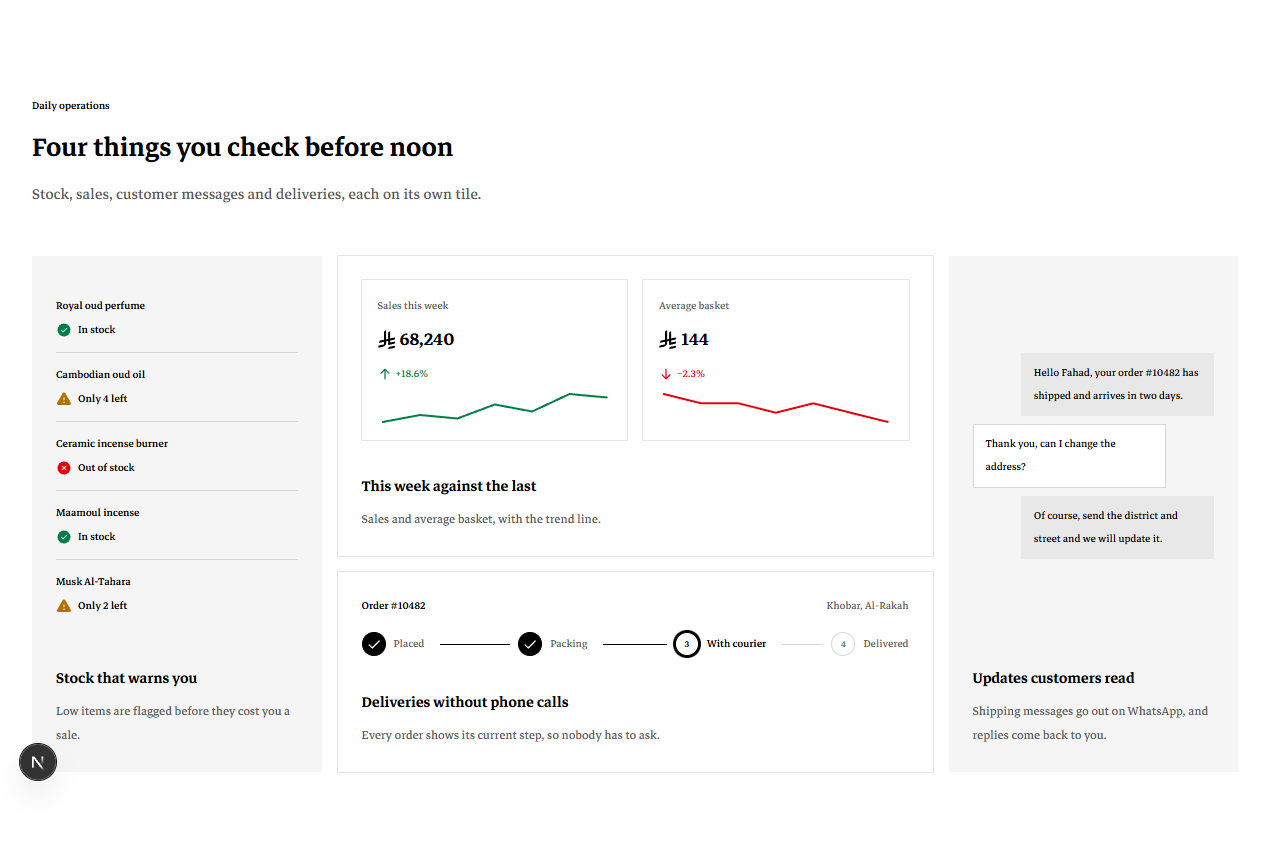 Daily operations
Four things you check before noon
Stock, sales, customer messages and deliveries, each on its own tile.
Royal oud perfume
In stock
Cambodian oud oil
Only 4 left
Ceramic incense burner
Out of stock
Maamoul incense
In stock
Musk Al-Tahara
Only 2 left
Stock that warns you
Low items are flagged before they cost you a
sale.
Sales this week
⃁ 68,240
+18.6%
Average basket
⃁ 144
−2.3%
This week against the last
Sales and average basket, with the trend line.
Order #10482
Khobar, Al-Rakah
Placed
Packing
3 With courier
4 Delivered
Deliveries without phone calls
Every order shows its current step, so nobody has to ask.
Hello Fahad, your order #10482 has
shipped and arrives in two days.
Thank you, can I change the
address?
Of course, send the district and
street and we will update it.
Updates customers read
Shipping messages go out on WhatsApp, and
replies come back to you.
N